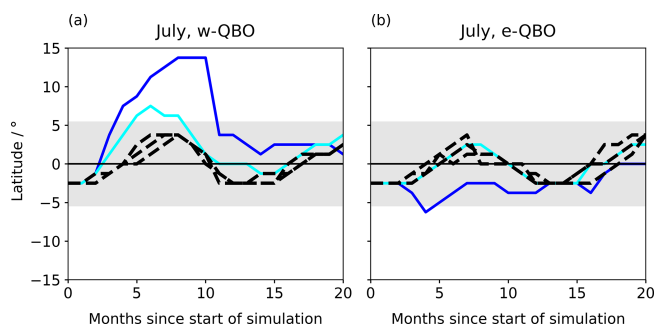 (a)
July, w-QBO
(b)
July, e-QBO
Latitude / °
15
10
5
0
−5
−10
−15
0 5 10 15 20
0 5 10 15 20
Months since start of simulation
Months since start of simulation